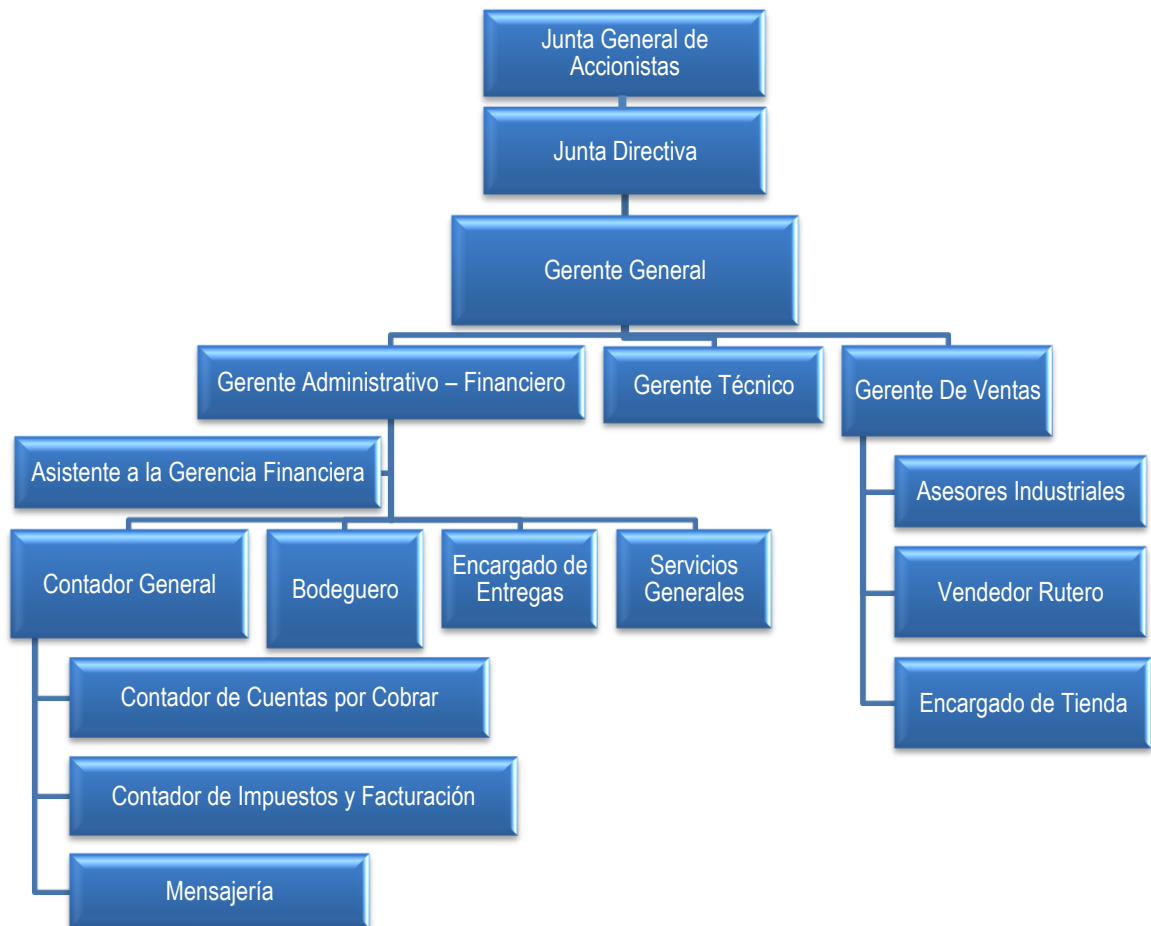 Junta General de
Accionistas
Junta Directiva
Gerente General
Gerente Administrativo – Financiero
Gerente Técnico
Gerente De Ventas
Asistente a la Gerencia Financiera
Asesores Industriales
Contador General
Bodeguero
Encargado de
Entregas
Servicios
Generales
Vendedor Rutero
Contador de Cuentas por Cobrar
Encargado de Tienda
Contador de Impuestos y Facturación
Mensajería